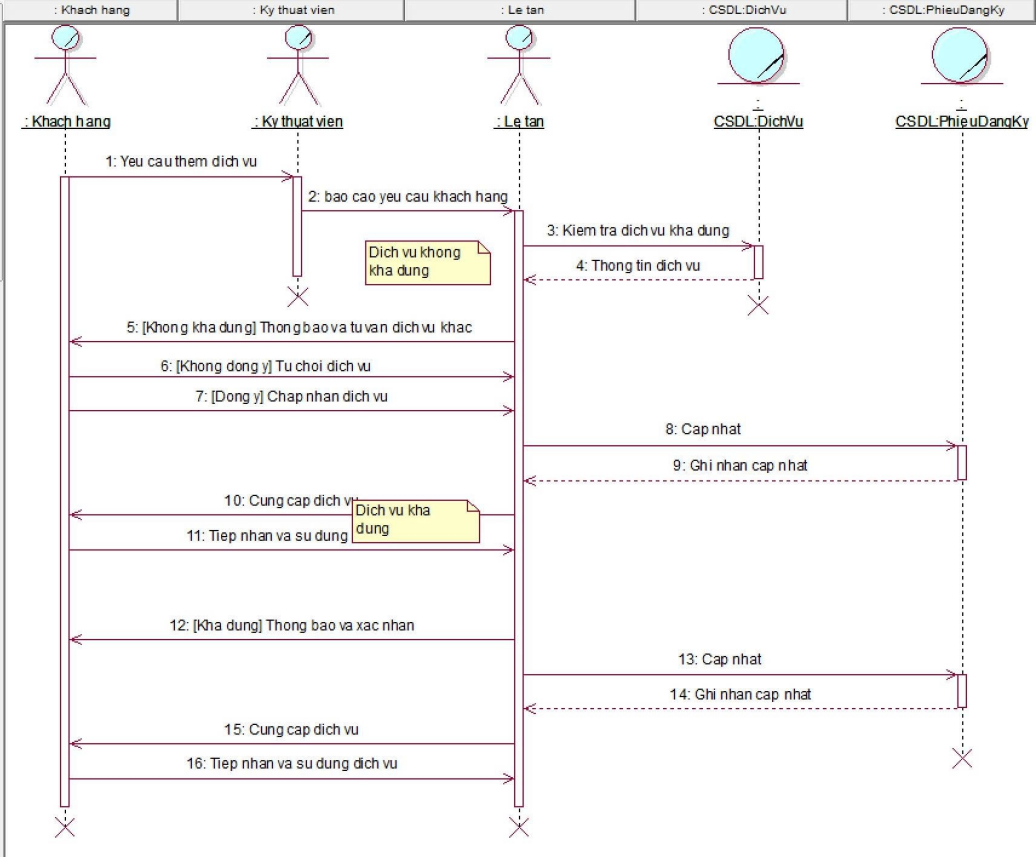 : Khach hang
: Ky thuat vien
: Le tan
: CSDL:DichVu
: CSDL:PhieuDangKy
: Khach hang
: Ky thuat vien
: Le tan
:
CSDL:DichVu
:
CSDL:PhieuDangKy
1: Yeu cau them dich vu
2: bao cao yeu cau khach hang
3: Kiem tra dich vu kha dung
Dich vu khong
kha dung
4: Thong tin dich vu
5: [Khong kha dung] Thong bao va tu van dich vu khac
6: [Khong dong y] Tu choi dich vu
7: [Dong y] Chap nhan dich vu
8: Cap nhat
9: Ghi nhan cap nhat
10: Cung cap dich vu
Dich vu kha
dung
11: Tiep nhan va su dung
12: [Kha dung] Thong bao va xac nhan
13: Cap nhat
14: Ghi nhan cap nhat
15: Cung cap dich vu
16: Tiep nhan va su dung dich vu